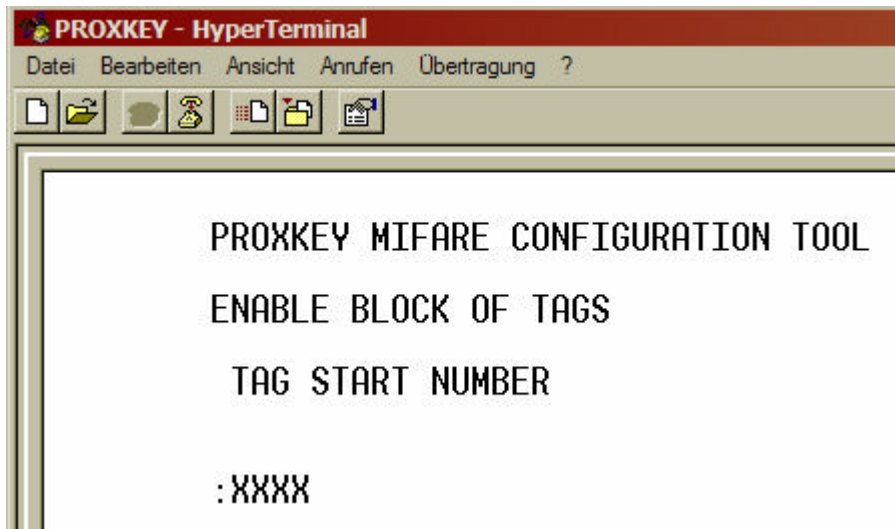 PROXKEY - HyperTerminal
Datei Bearbeiten Ansicht Anrufen Übertragung ?
PROXKEY MIFARE CONFIGURATION TOOL
ENABLE BLOCK OF TAGS
TAG START NUMBER
:XXXX